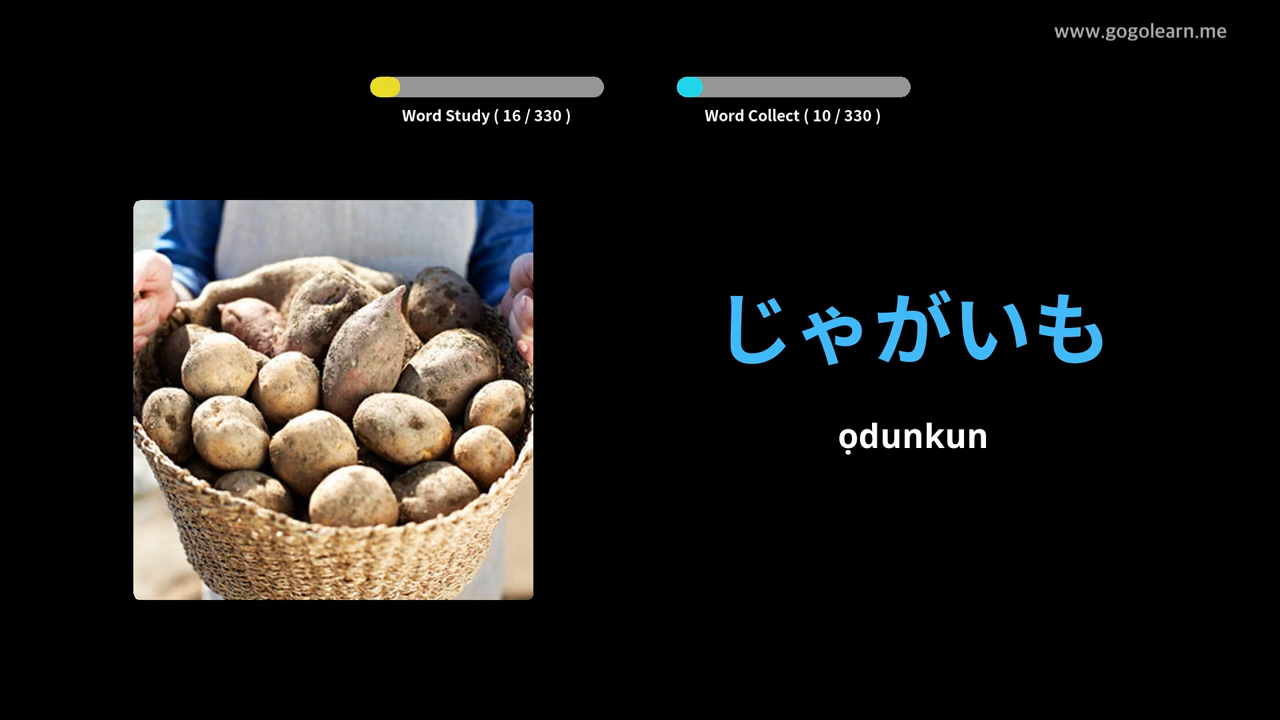 www.gogolearn.me
Word Study ( 16 / 330 )
Word Collect ( 10 / 330 )
じゃがいも
ọdunkun